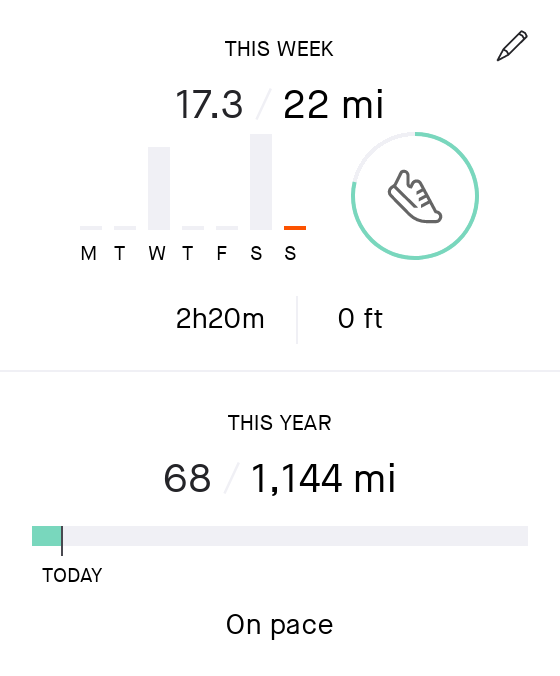 THIS WEEK
17.3 / 22 mi
M T W T F S S
2h20m 0 ft
THIS YEAR
68 / 1,144 mi
TODAY
On pace